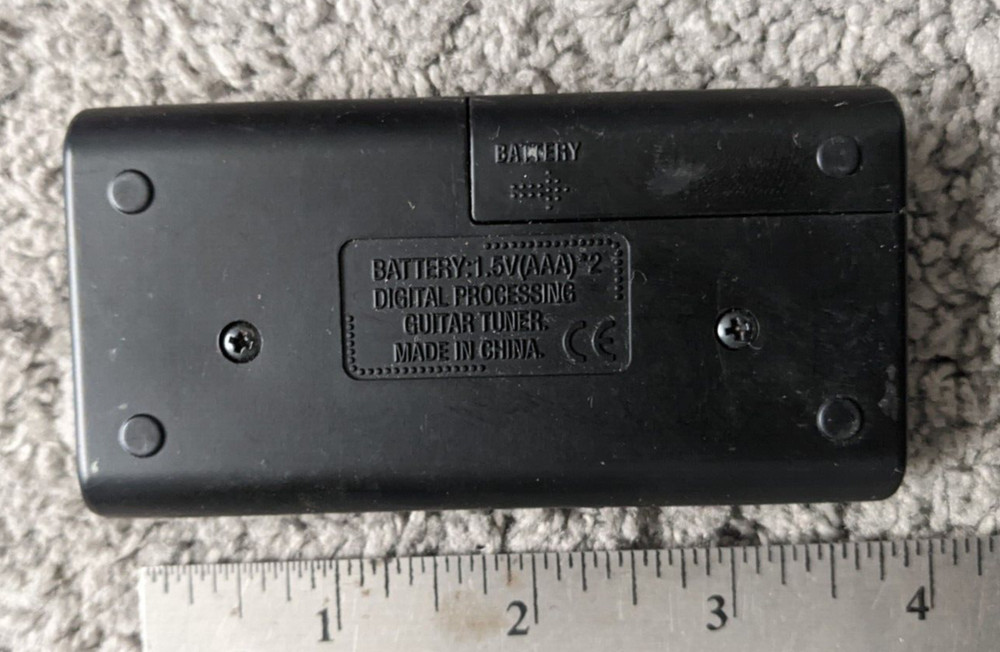 BATTERY
BATTERY:1.5V(AAA)*2
DIGITAL PROCESSING
GUITAR TUNER.
MADE IN CHINA. CE
1 2 3 4